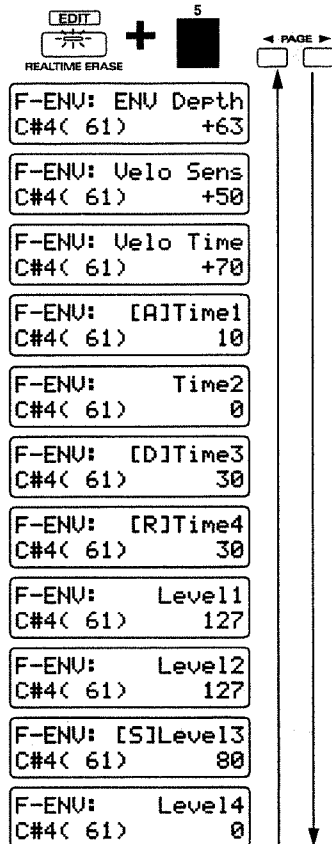 EDIT
5
+
◄ PAGE ►
REALTIME ERASE
F-ENV: ENV Depth
C#4( 61) +63
F-ENV: Velo Sens
C#4( 61) +50
F-ENV: Velo Time
C#4( 61) +70
F-ENV: [A]Time1
C#4( 61) 10
F-ENV: Time2
C#4( 61) 0
F-ENV: [D]Time3
C#4( 61) 30
F-ENV: [R]Time4
C#4( 61) 30
F-ENV: Level1
C#4( 61) 127
F-ENV: Level2
C#4( 61) 127
F-ENV: [S]Level3
C#4( 61) 80
F-ENV: Level4
C#4( 61) 0